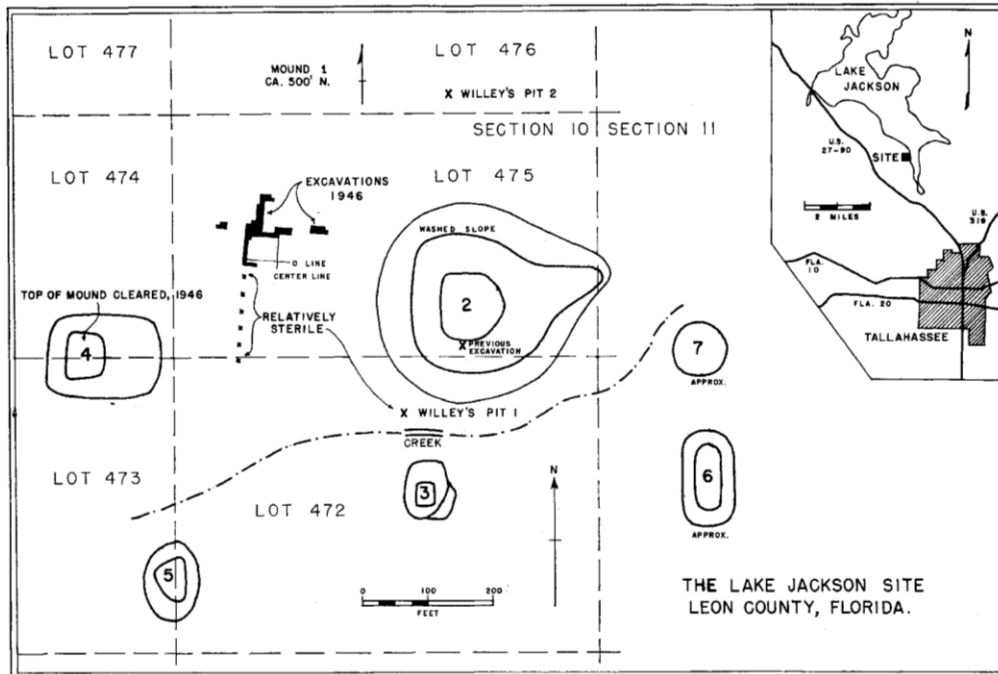 LOT 477
MOUND 1
CA. 500' N.
LOT 476
X WILLEY'S PIT 2
SECTION 10
SECTION 11
LOT 474
EXCAVATIONS
1946
LOT 475
WASHED SLOPE
O LINE
CENTER LINE
TOP OF MOUND CLEARED, 1946
RELATIVELY
STERILE
2
4
X PREVIOUS
EXCAVATION
7
APPROX.
X WILLEY'S PIT 1
CREEK
LOT 473
3
LOT 472
N
6
APPROX.
5
0 100 200
FEET
THE LAKE JACKSON SITE
LEON COUNTY, FLORIDA.
N
LAKE
JACKSON
U.S.
27-90
SITE
2 MILES
U.S.
319
FLA.
10
FLA. 20
TALLAHASSEE